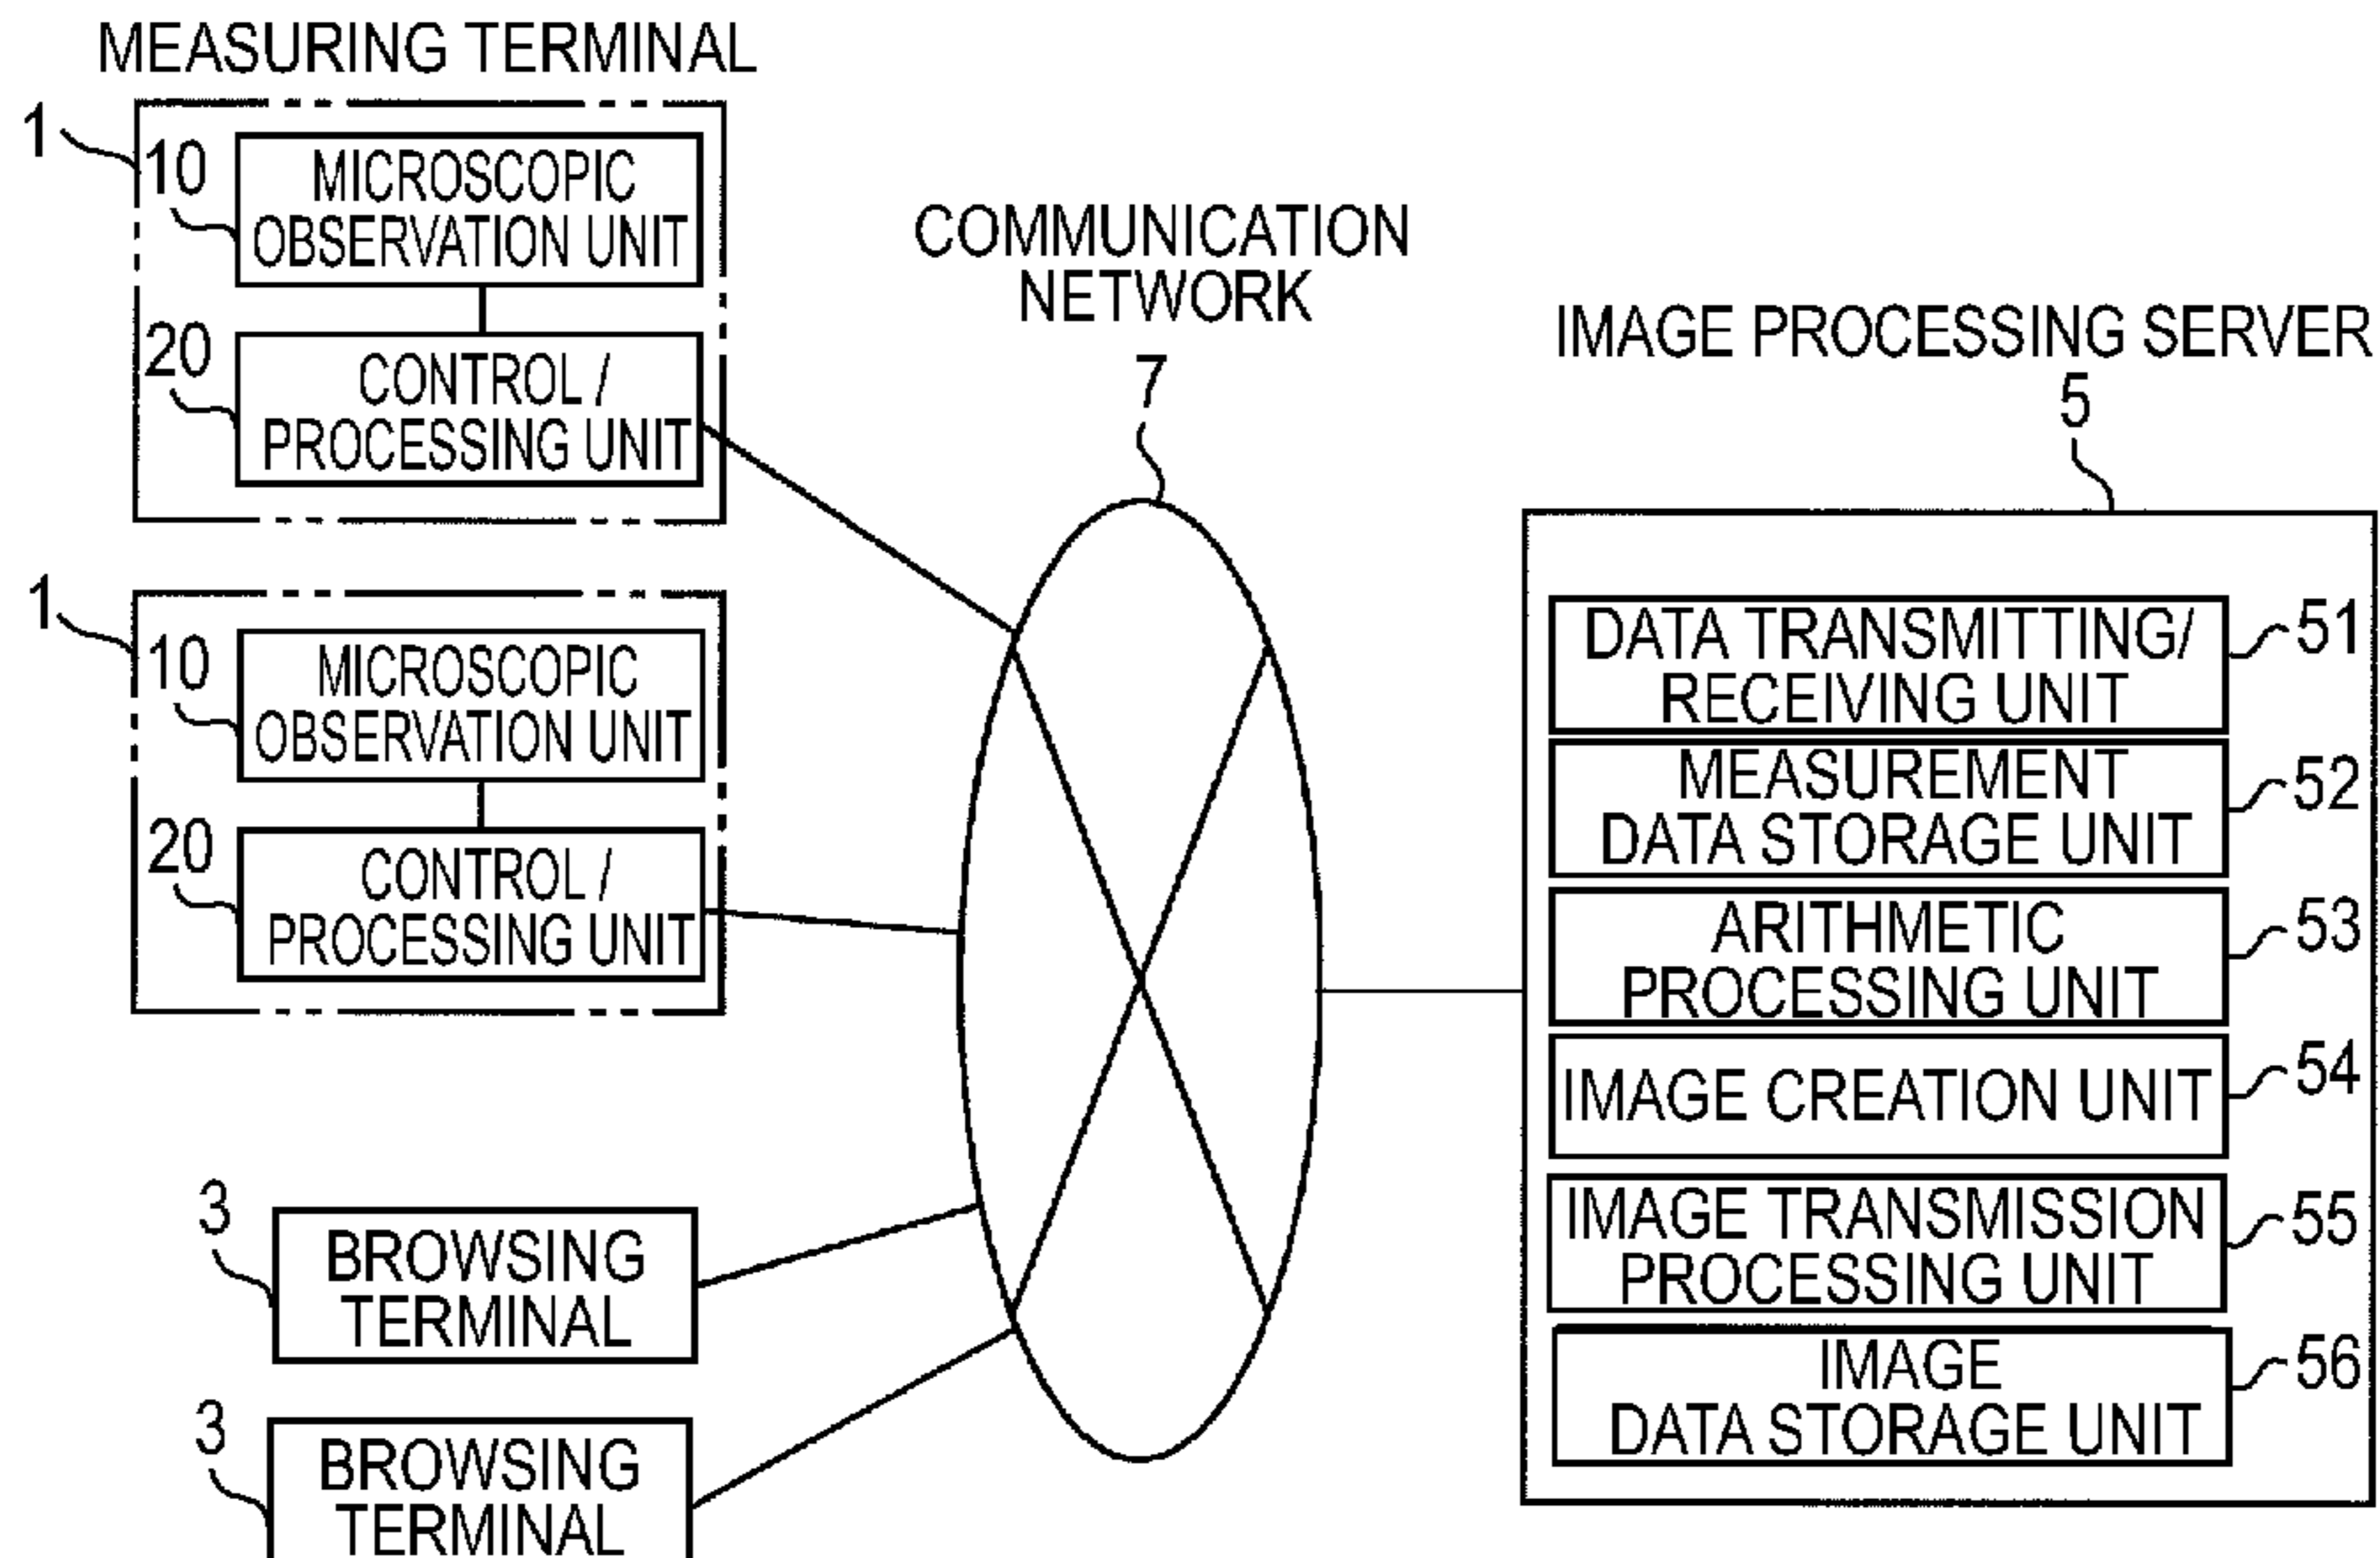 MEASURING TERMINAL
1
10
MICROSCOPIC
OBSERVATION UNIT
20
CONTROL /
PROCESSING UNIT
1
10
MICROSCOPIC
OBSERVATION UNIT
20
CONTROL /
PROCESSING UNIT
3
BROWSING
TERMINAL
3
BROWSING
TERMINAL
COMMUNICATION
NETWORK
7
IMAGE PROCESSING SERVER
5
DATA TRANSMITTING/
RECEIVING UNIT
51
MEASUREMENT
DATA STORAGE UNIT
52
ARITHMETIC
PROCESSING UNIT
53
IMAGE CREATION UNIT
54
IMAGE TRANSMISSION
PROCESSING UNIT
55
IMAGE
DATA STORAGE UNIT
56